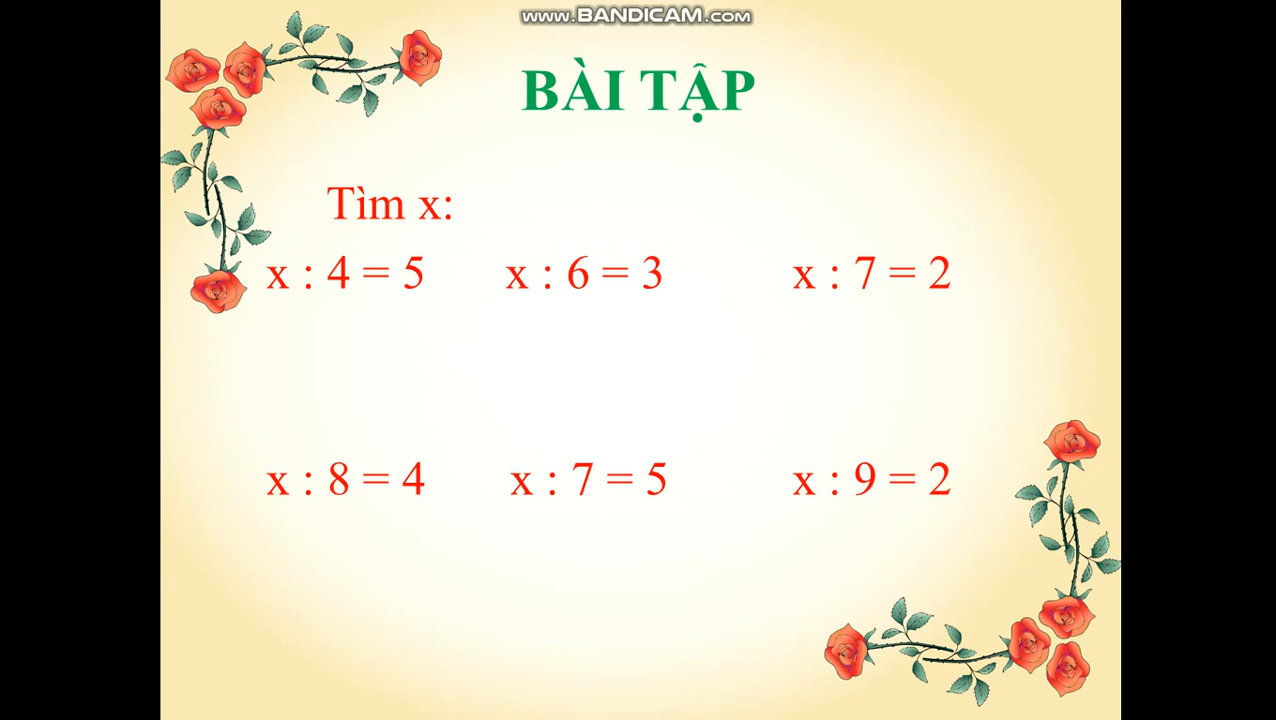 www.BANDICAM.com
BÀI TẬP
Tìm x:
x : 4 = 5 x : 6 = 3 x : 7 = 2
x : 8 = 4 x : 7 = 5 x : 9 = 2